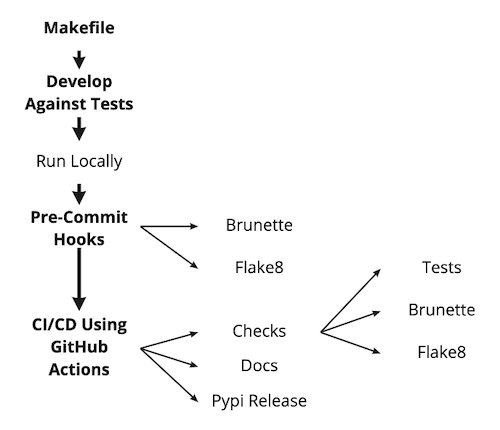 Makefile
Develop
Against Tests
Run Locally
Pre-Commit
Hooks
Brunette
Flake8
CI/CD Using
GitHub
Actions
Checks
Docs
Pypi Release
Tests
Brunette
Flake8